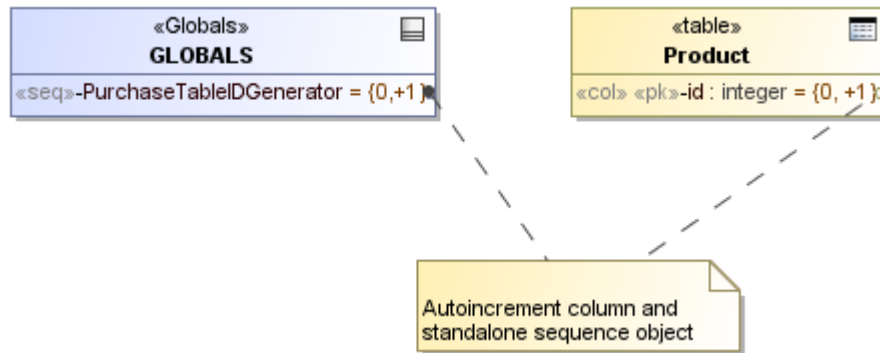 «Globals»
GLOBALS
«seq»-PurchaseTableIDGenerator = {0,+1}
«table»
Product
«col» «pk»-id : integer = {0, +1}
Autoincrement column and
standalone sequence object